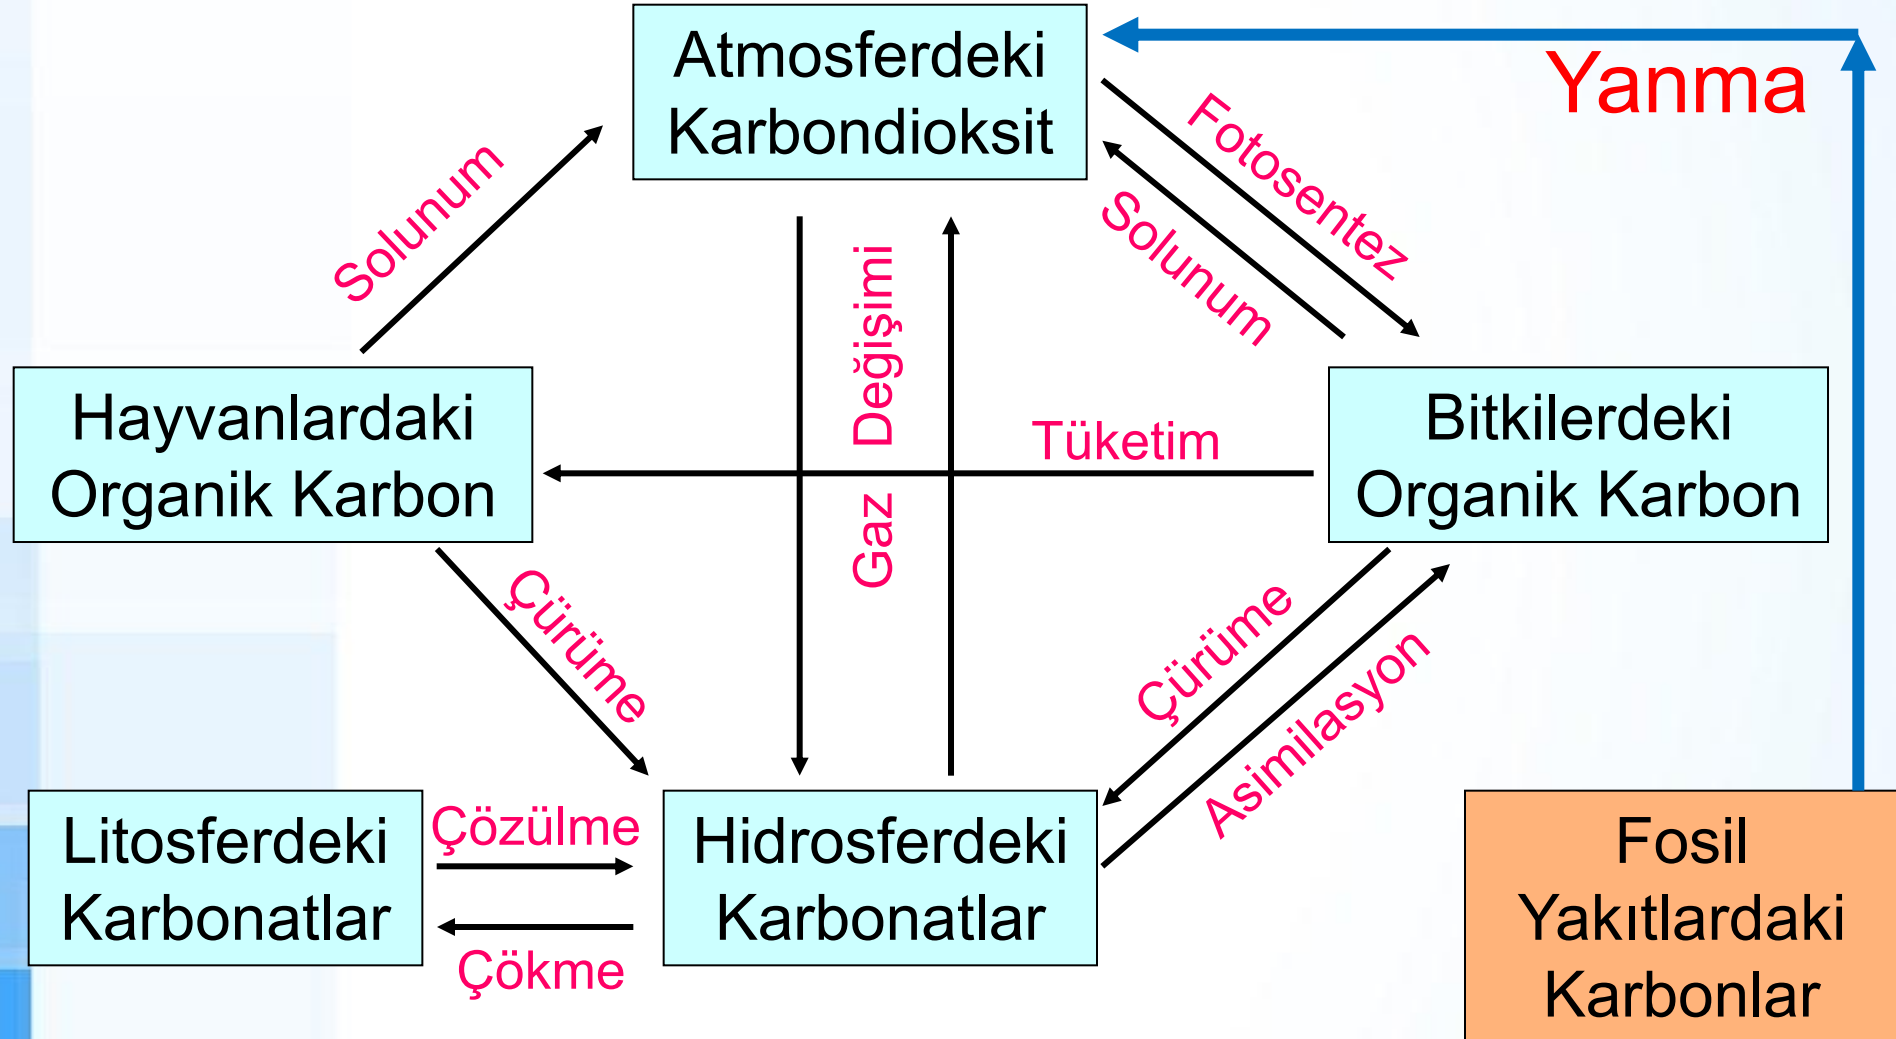 Atmosferdeki
Karbondioksit
Yanma
Fotosentez
Solunum
Solunum
Gaz Değişimi
Hayvanlardaki
Organik Karbon
Tüketim
Bitkilerdeki
Organik Karbon
Çürüme
Çürüme
Asimilasyon
Litosferdeki
Karbonatlar
Çözülme
Çökme
Hidrosferdeki
Karbonatlar
Fosil
Yakıtlardaki
Karbonlar